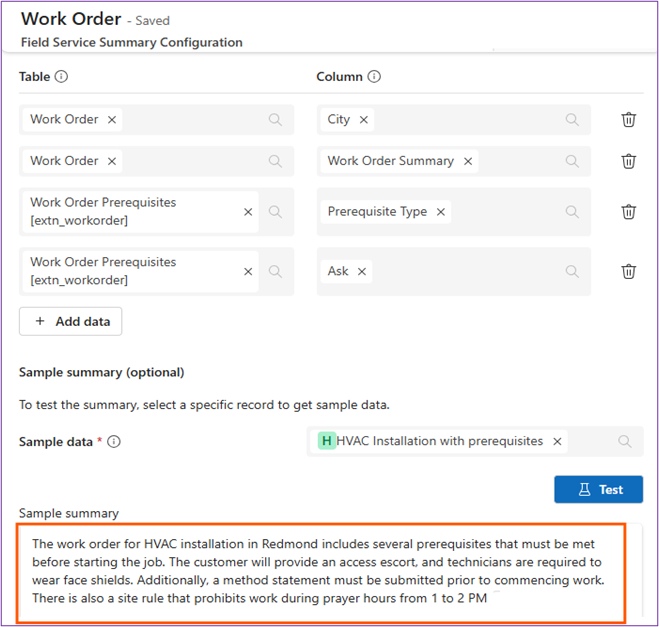 Work Order - Saved
Field Service Summary Configuration
Table Column
Work Order City
Work Order Work Order Summary
Work Order Prerequisites
[extn_workorder] Prerequisite Type
Work Order Prerequisites
[extn_workorder] Ask
+ Add data
Sample summary (optional)
To test the summary, select a specific record to get sample data.
Sample data * H HVAC Installation with prerequisites
Test
Sample summary
The work order for HVAC installation in Redmond includes several prerequisites that must be met
before starting the job. The customer will provide an access escort, and technicians are required to
wear face shields. Additionally, a method statement must be submitted prior to commencing work.
There is also a site rule that prohibits work during prayer hours from 1 to 2 PM